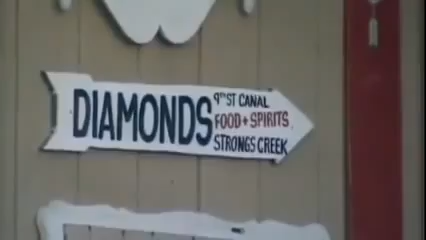 DIAMONDS
9TH ST CANAL
FOOD + SPIRITS
STRONGS CREEK